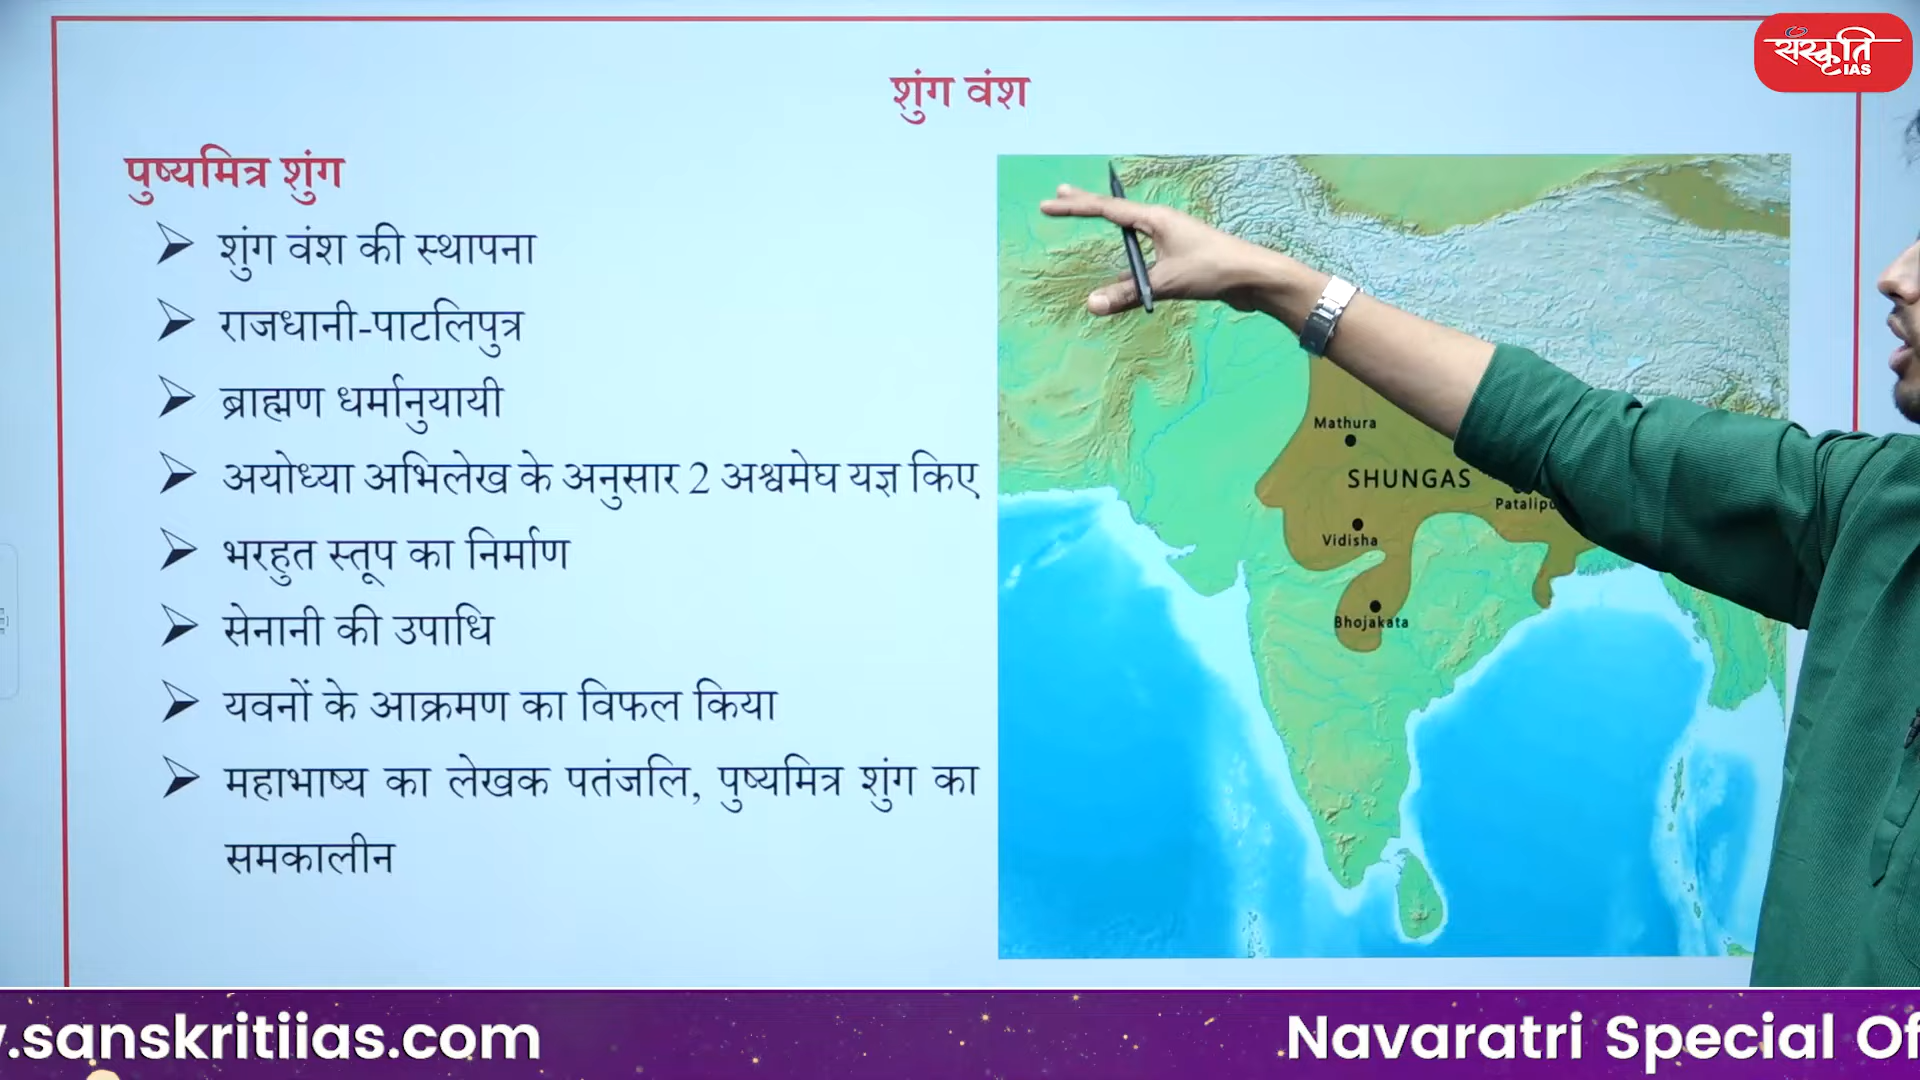 संस्कृति
IAS
शुंग वंश
पुष्यमित्र शुंग
शुंग वंश की स्थापना
राजधानी-पाटलिपुत्र
ब्राह्मण धर्मानुयायी
अयोध्या अभिलेख के अनुसार 2 अश्वमेघ यज्ञ किए
भरहुत स्तूप का निर्माण
सेनानी की उपाधि
यवनों के आक्रमण का विफल किया
महाभाष्य का लेखक पतंजलि, पुष्यमित्र शुंग का
समकालीन
Mathura
SHUNGAS
Patalipu
Vidisha
Bhojakata
.sanskritiias.com
Navaratri Special Of